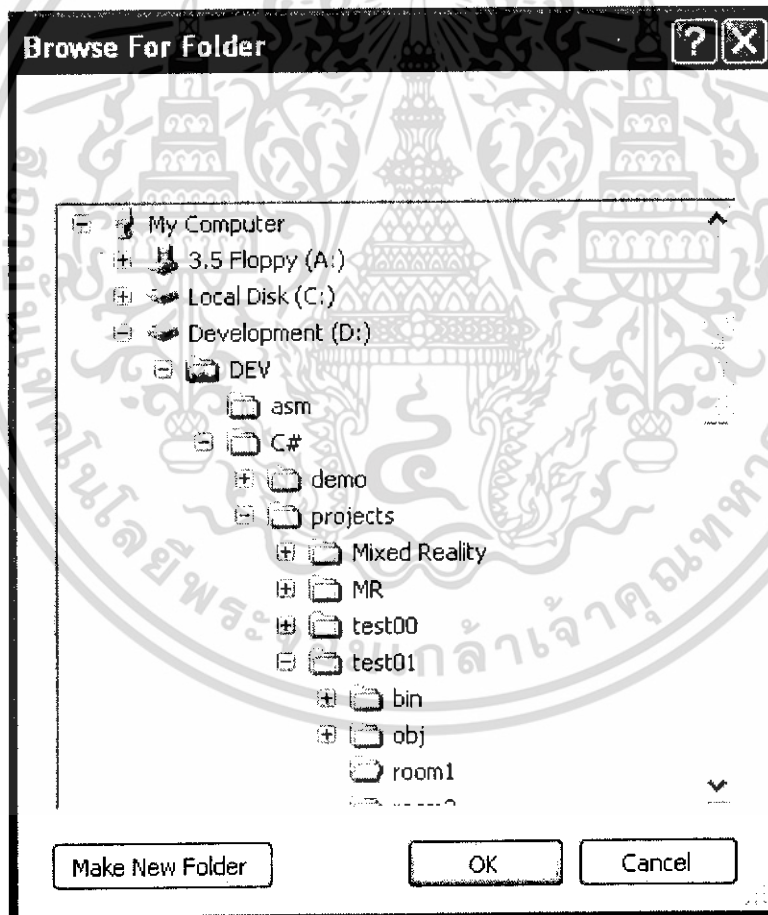 Browse For Folder
My Computer
3.5 Floppy (A:)
Local Disk (C:)
Development (D:)
DEV
asm
C#
demo
projects
Mixed Reality
MR
test00
test01
bin
obj
room1
Make New Folder
OK
Cancel